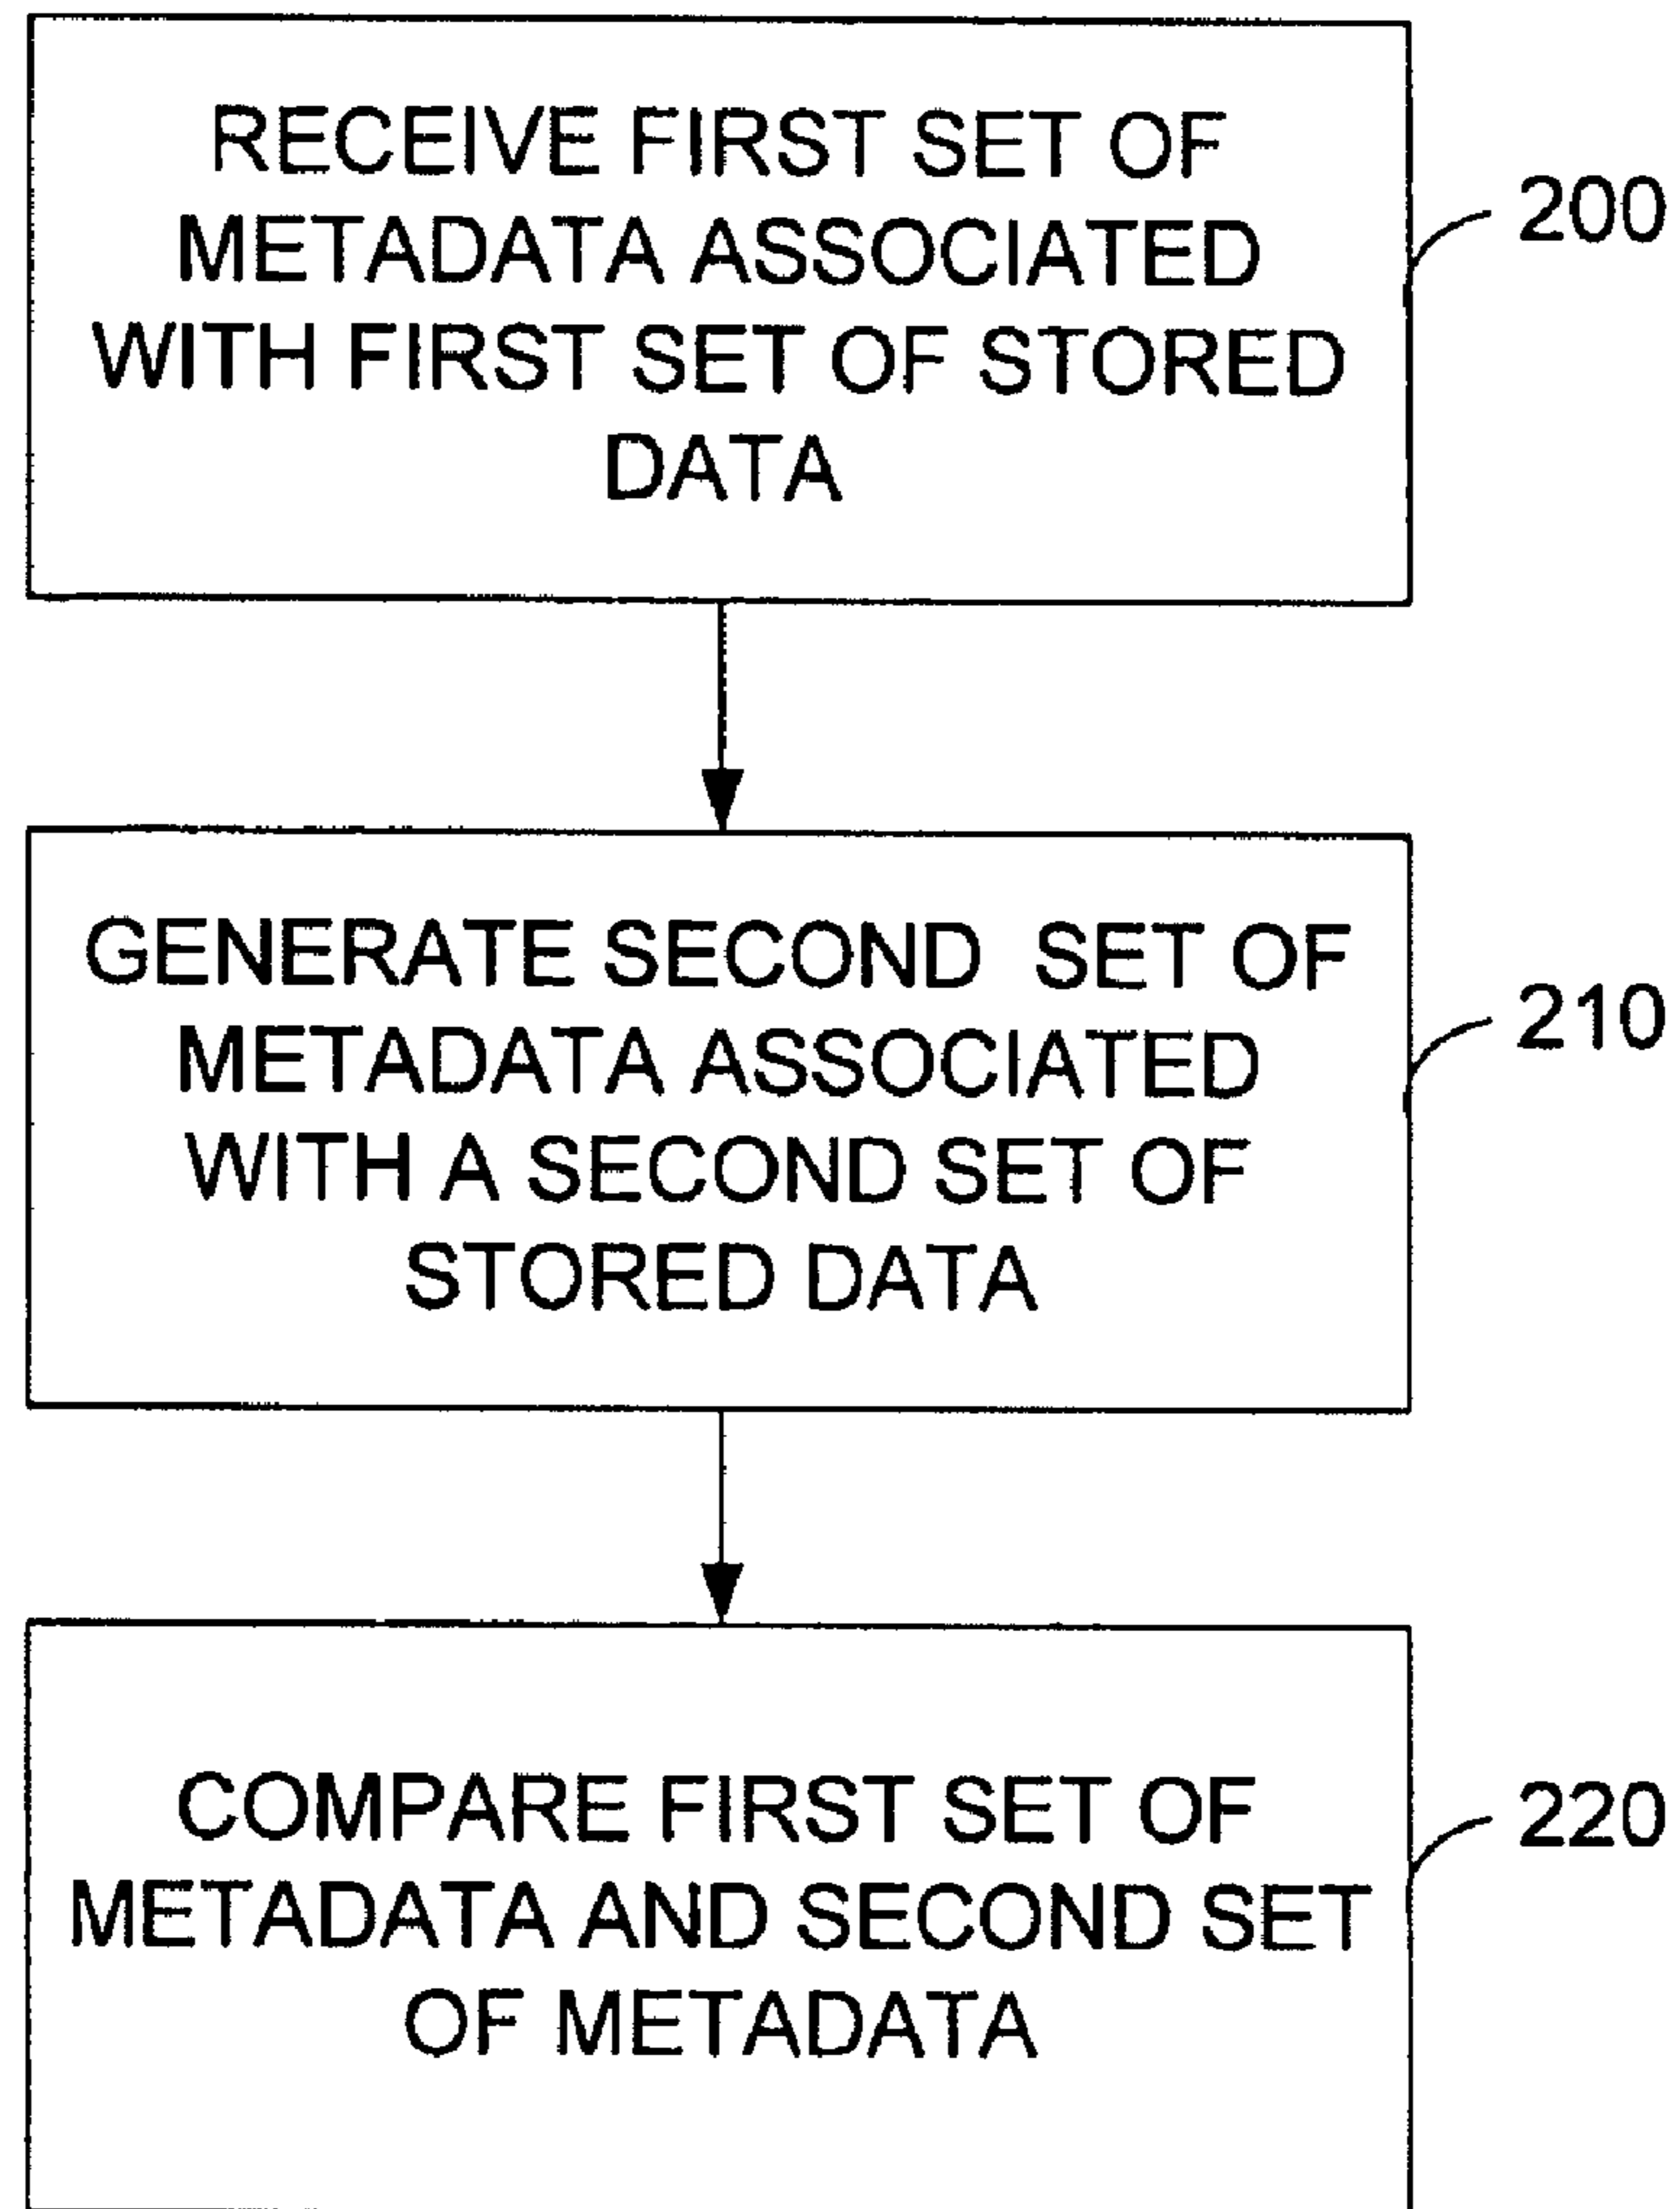 RECEIVE FIRST SET OF
METADATA ASSOCIATED
WITH FIRST SET OF STORED
DATA
200
GENERATE SECOND SET OF
METADATA ASSOCIATED
WITH A SECOND SET OF
STORED DATA
210
COMPARE FIRST SET OF
METADATA AND SECOND SET
OF METADATA
220